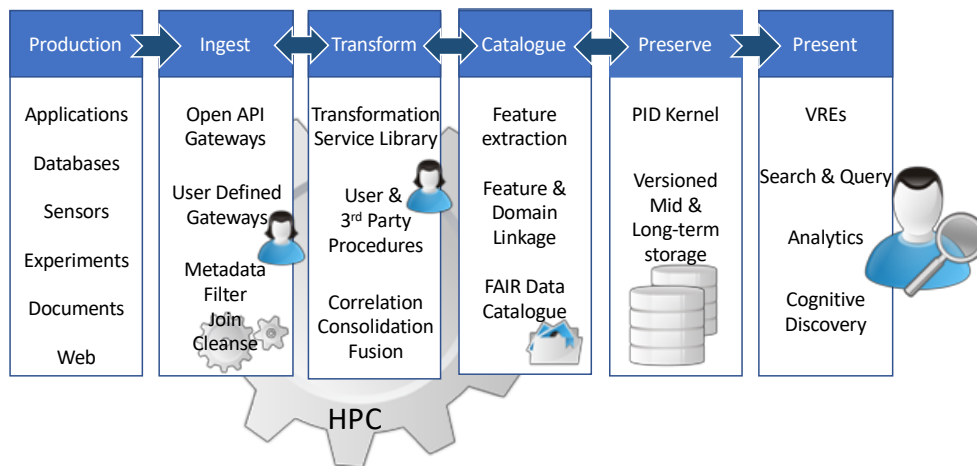 Production
Ingest
Transform
Catalogue
Preserve
Present
Applications
Databases
Sensors
Experiments
Documents
Web
Open API
Gateways
User Defined
Gateways
Metadata
Filter
Join
Cleanse
Transformation
Service Library
User &
3rd Party
Procedures
Correlation
Consolidation
Fusion
Feature
extraction
Feature &
Domain
Linkage
FAIR Data
Catalogue
PID Kernel
Versioned
Mid &
Long-term
storage
VREs
Search & Query
Analytics
Cognitive
Discovery
HPC